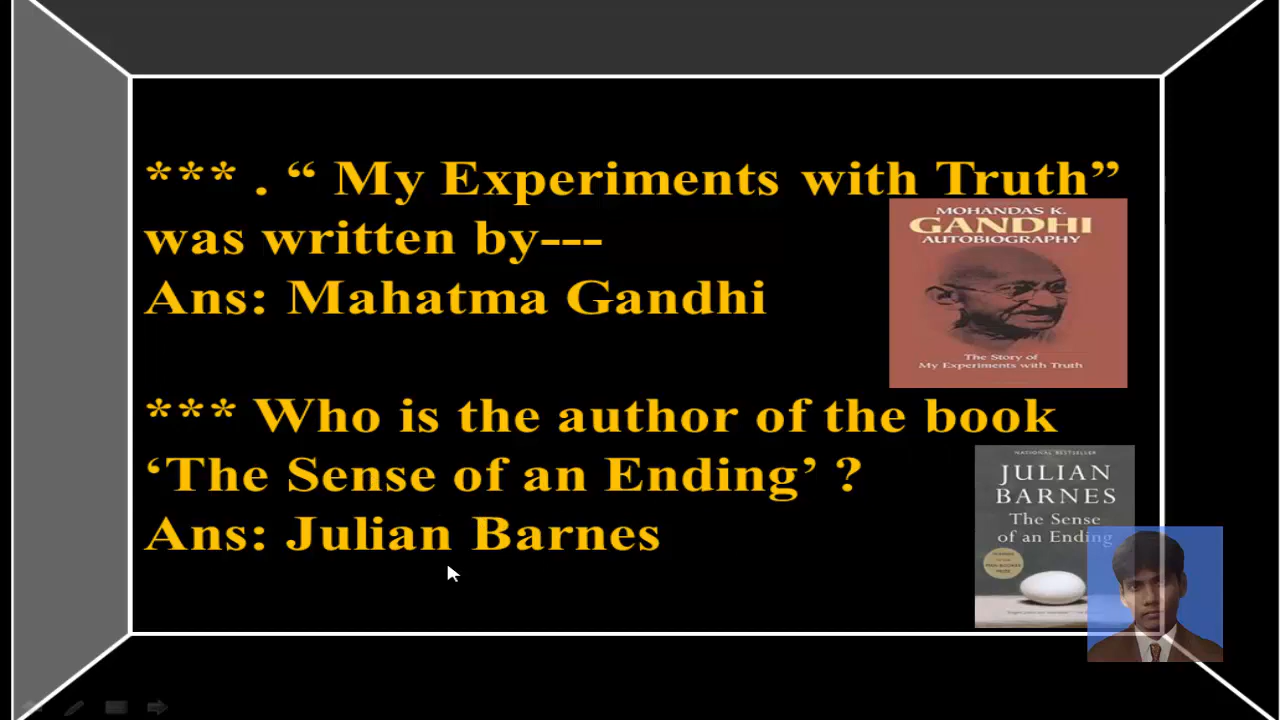 *** . “ My Experiments with Truth”
was written by---
Ans: Mahatma Gandhi
MOHANDAS K.
GANDHI
AUTOBIOGRAPHY
The Story of
My Experiments with Truth
*** Who is the author of the book
‘The Sense of an Ending’ ?
Ans: Julian Barnes
NATIONAL BESTSELLER
JULIAN
BARNES
The Sense
of an Ending